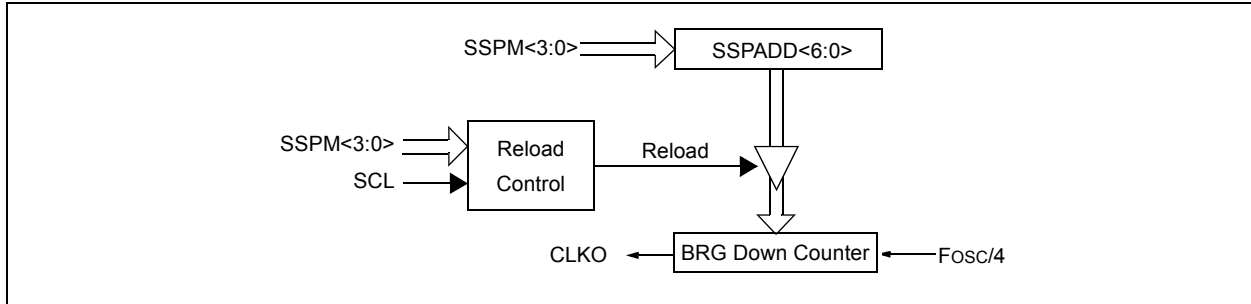 SSPM<3:0>
SSPADD<6:0>
SSPM<3:0>
SCL
Reload
Control
Reload
CLKO
BRG Down Counter
FOSC/4